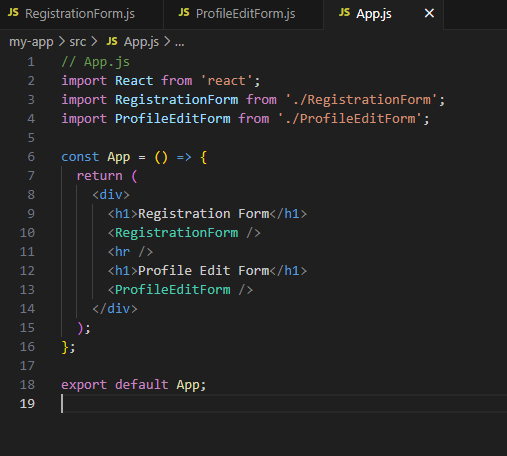 JS RegistrationForm.js JS ProfileEditForm.js JS App.js ×
my-app > src > JS App.js > ...
1 // App.js
2 import React from 'react';
3 import RegistrationForm from './RegistrationForm';
4 import ProfileEditForm from './ProfileEditForm';
5
6 const App = () => {
7   return (
8     <div>
9       <h1>Registration Form</h1>
10       <RegistrationForm />
11       <hr />
12       <h1>Profile Edit Form</h1>
13       <ProfileEditForm />
14     </div>
15   );
16 };
17
18 export default App;
19